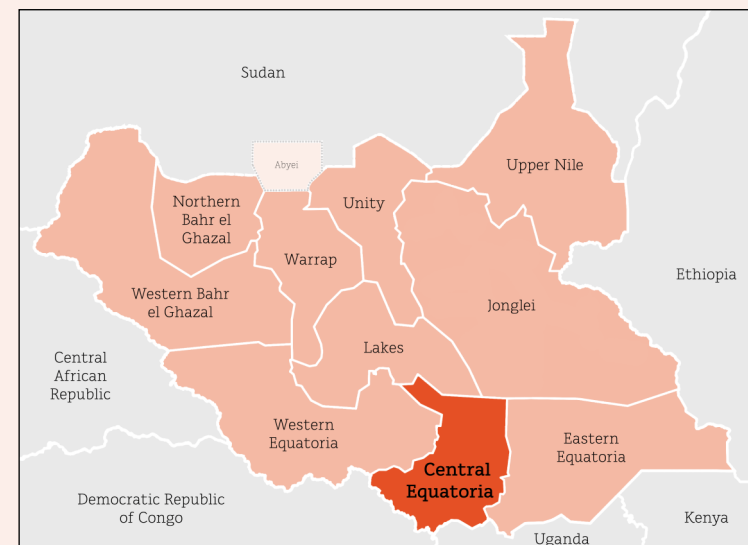 Sudan
Abyei
Upper Nile
Northern
Bahr el
Ghazal
Unity
Warrap
Ethiopia
Western Bahr
el Ghazal
Jonglei
Lakes
Central
African
Republic
Western
Equatoria
Eastern
Equatoria
Central
Equatoria
Democratic Republic
of Congo
Kenya
Uganda